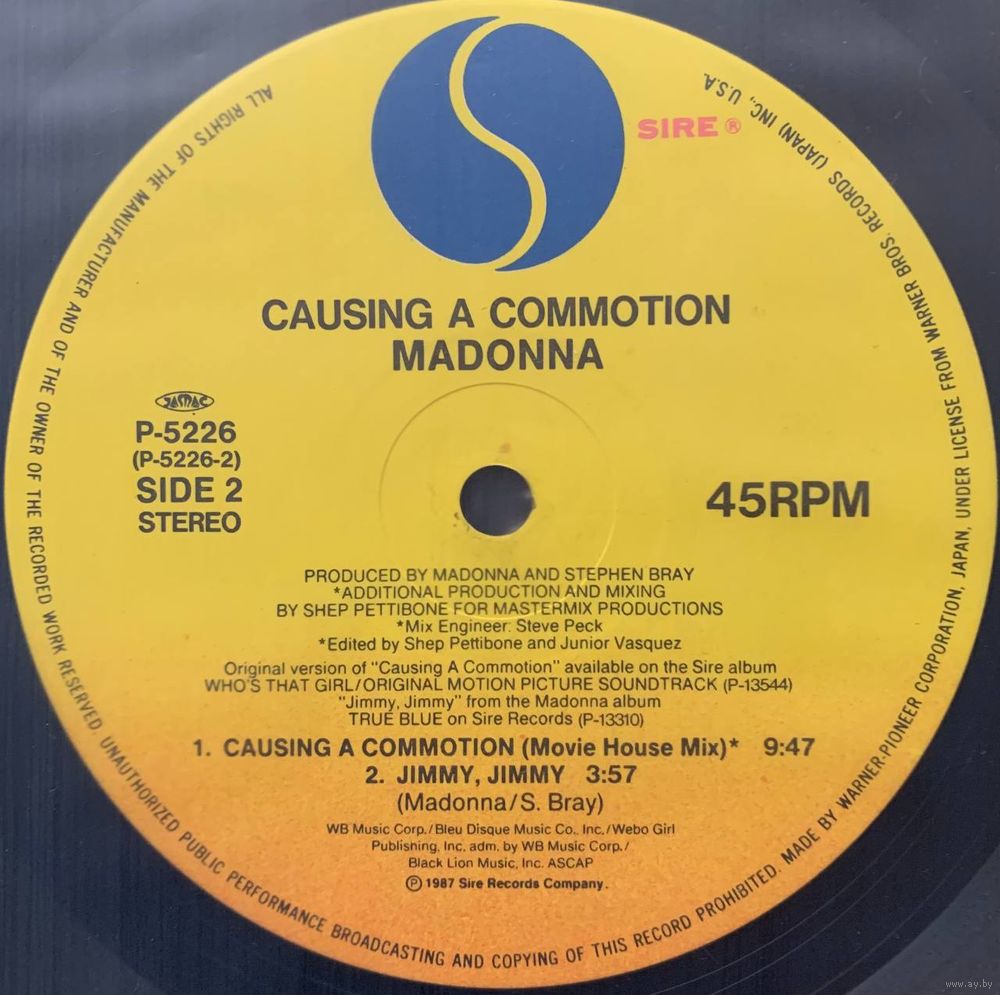 SIRE ®
CAUSING A COMMOTION
MADONNA
JASRAC
P-5226
(P-5226-2)
SIDE 2
STEREO
45RPM
PRODUCED BY MADONNA AND STEPHEN BRAY
*ADDITIONAL PRODUCTION AND MIXING
BY SHEP PETTIBONE FOR MASTERMIX PRODUCTIONS
*Mix Engineer: Steve Peck
*Edited by Shep Pettibone and Junior Vasquez
Original version of "Causing A Commotion" available on the Sire album
WHO'S THAT GIRL/ORIGINAL MOTION PICTURE SOUNDTRACK (P-13544)
"Jimmy, Jimmy" from the Madonna album
TRUE BLUE on Sire Records (P-13310)
1. CAUSING A COMMOTION (Movie House Mix)* 9:47
2. JIMMY, JIMMY 3:57
(Madonna/S. Bray)
WB Music Corp./Bleu Disque Music Co., Inc./Webo Girl
Publishing, Inc. adm. by WB Music Corp./
Black Lion Music, Inc. ASCAP
℗ 1987 Sire Records Company.
ALL RIGHTS OF THE MANUFACTURER AND OF THE OWNER OF THE RECORDED WORK RESERVED. UNAUTHORIZED PUBLIC PERFORMANCE BROADCASTING AND COPYING OF THIS RECORD PROHIBITED. MADE BY WARNER-PIONEER CORPORATION, JAPAN, UNDER LICENSE FROM WARNER BROS. RECORDS (JAPAN) INC., U.S.A.
www.ay.by